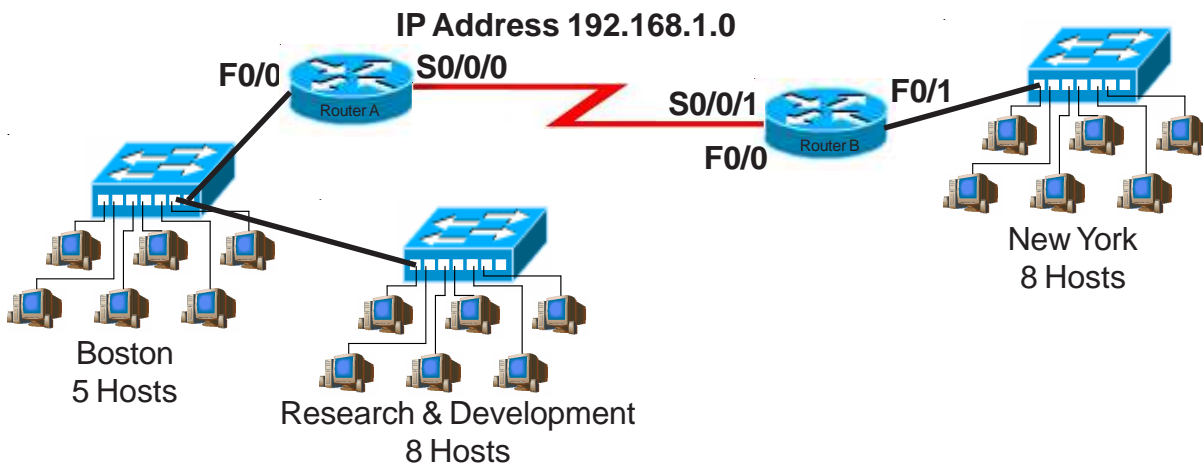 IP Address 192.168.1.0
F0/0
S0/0/0
Router A
S0/0/1
F0/1
F0/0
Router B
New York
8 Hosts
Boston
5 Hosts
Research & Development
8 Hosts